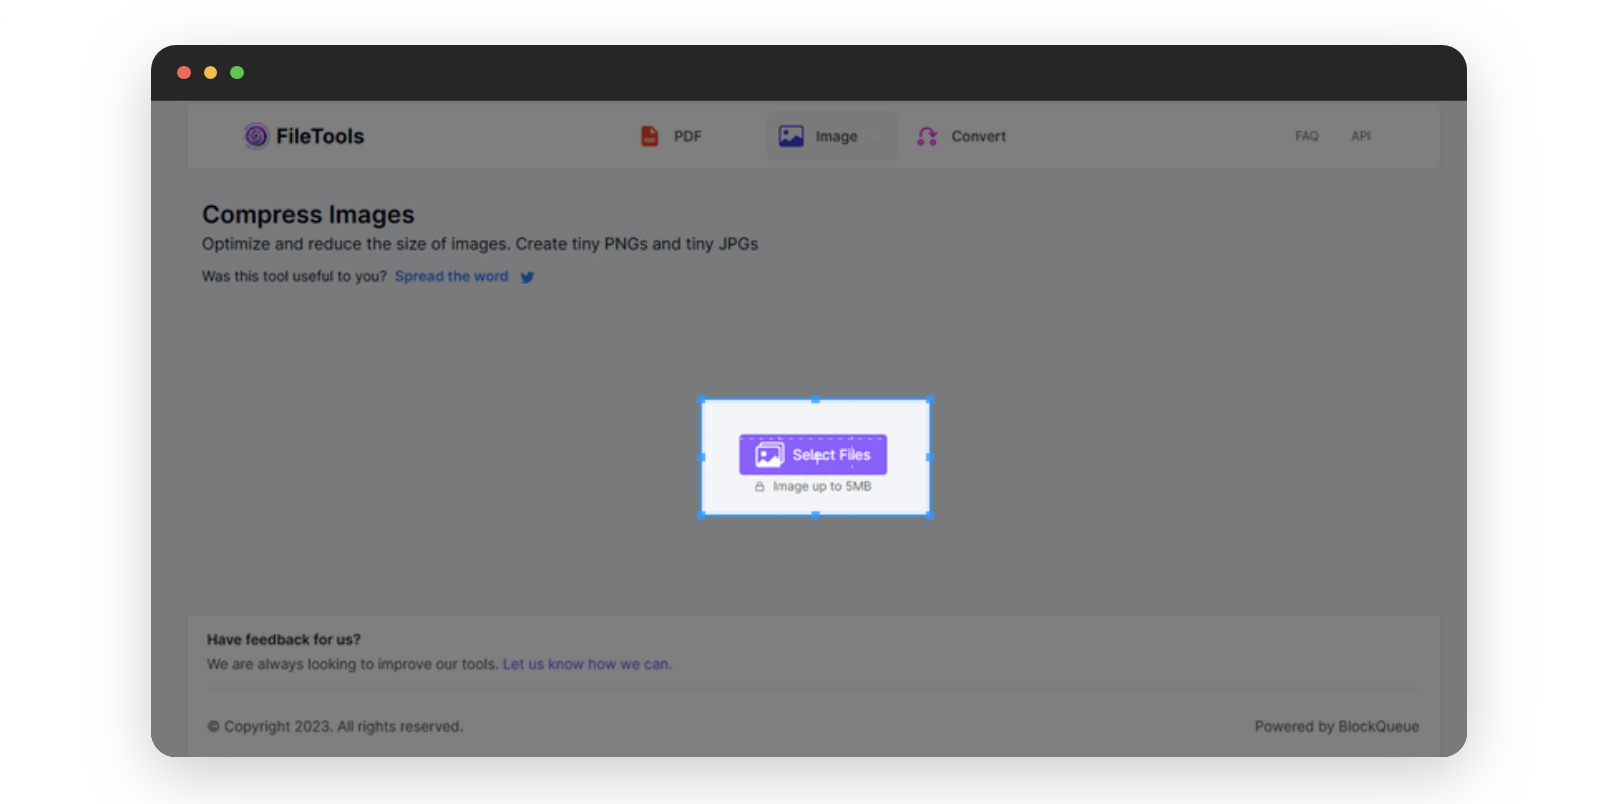 FileTools
PDF
Image
Convert
FAQ
API
Compress Images
Optimize and reduce the size of images. Create tiny PNGs and tiny JPGs
Was this tool useful to you? Spread the word
Select Files
Image up to 5MB
Have feedback for us?
We are always looking to improve our tools. Let us know how we can.
© Copyright 2023. All rights reserved.
Powered by BlockQueue